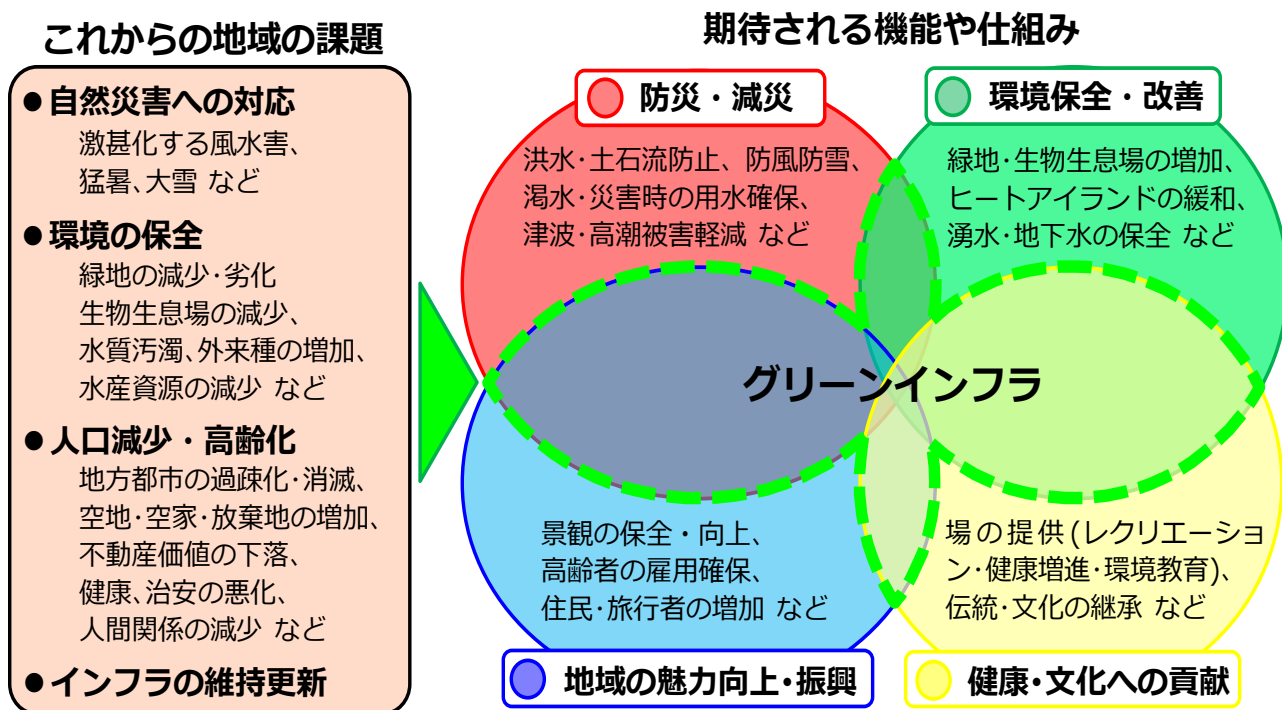 これからの地域の課題
●自然災害への対応
激甚化する風水害、
猛暑、大雪 など
●環境の保全
緑地の減少・劣化
生物生息場の減少、
水質汚濁、外来種の増加、
水産資源の減少 など
●人口減少・高齢化
地方都市の過疎化・消滅、
空地・空家・放棄地の増加、
不動産価値の下落、
健康、治安の悪化、
人間関係の減少 など
●インフラの維持更新
期待される機能や仕組み
防災・減災
洪水・土石流防止、防風防雪、
渇水・災害時の用水確保、
津波・高潮被害軽減 など
環境保全・改善
緑地・生物生息場の増加、
ヒートアイランドの緩和、
湧水・地下水の保全 など
グリーンインフラ
景観の保全・向上、
高齢者の雇用確保、
住民・旅行者の増加 など
地域の魅力向上・振興
場の提供(レクリエーショ
ン・健康増進・環境教育)、
伝統・文化の継承 など
健康・文化への貢献